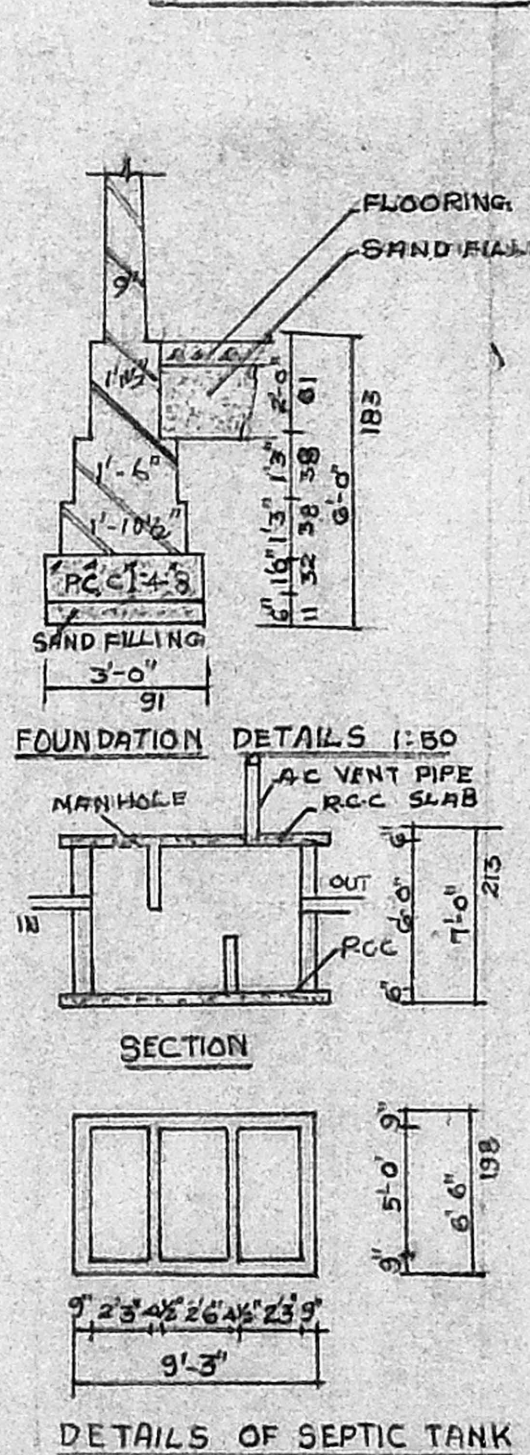 FLOORING
SAND FILL
9"
1'1½"
1'-6"
1'-10½"
P.C.C 1:4:8
SAND FILLING
3'-0"
91
2'-0" 61
1'3" 38
1'3" 38
1'6" 32
6" 11
6'-0"
183
FOUNDATION DETAILS 1:50
A.C VENT PIPE
MANHOLE
R.C.C SLAB
IN
OUT
P.CC
6"
6'-0"
6"
7'-0"
213
SECTION
9"
5'-0'
9"
6' 6"
198
9" 2'3" 4½" 2'6" 4½" 2'3" 9"
9'-3"
DETAILS OF SEPTIC TANK